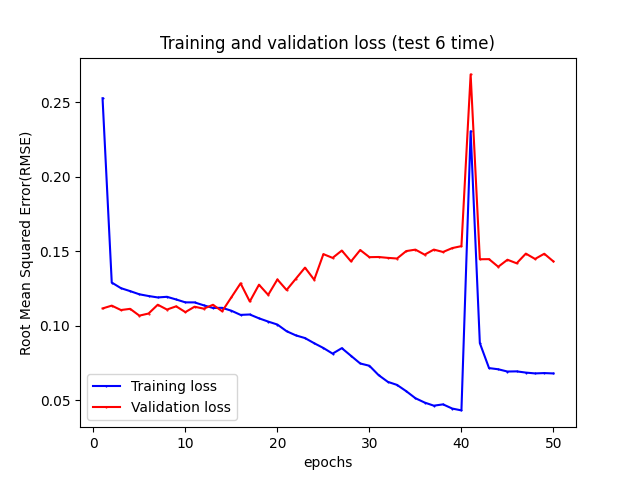 Training and validation loss (test 6 time)
Root Mean Squared Error(RMSE)
0.25
0.20
0.15
0.10
0.05
Training loss
Validation loss
0 10 20 30 40 50
epochs